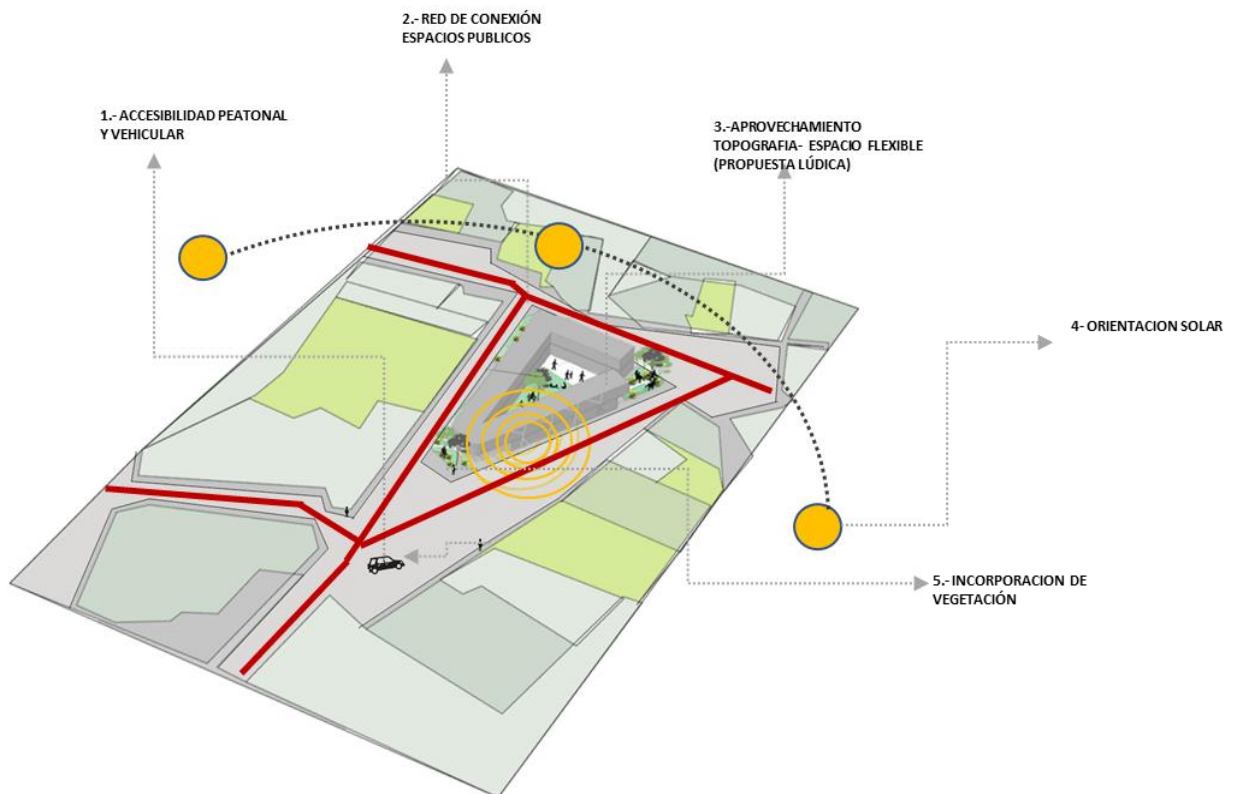 2.- RED DE CONEXIÓN
ESPACIOS PUBLICOS
1.- ACCESIBILIDAD PEATONAL
Y VEHICULAR
3.-APROVECHAMIENTO
TOPOGRAFIA- ESPACIO FLEXIBLE
(PROPUESTA LÚDICA)
4- ORIENTACION SOLAR
5.- INCORPORACION DE
VEGETACIÓN